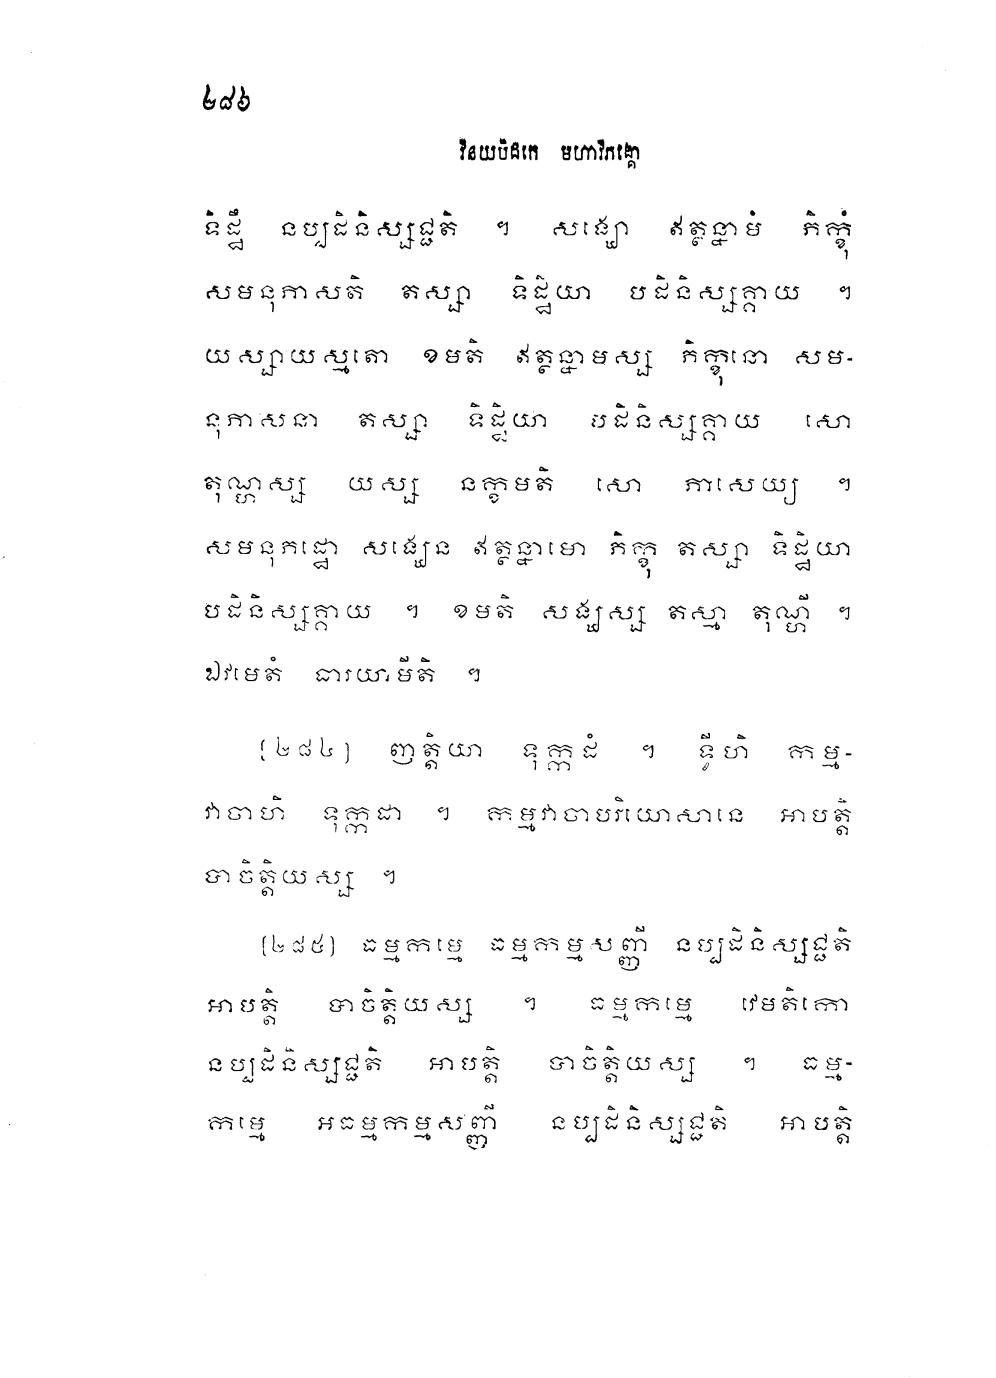 ២៨៦
វិនយបិដកេ មហាវិភង្គេ
ទិដ្ឋឹ នប្បដិនិស្សជ្ជតិ ។ សង្ឃោ ឥត្ថន្នាមំ ភិក្ខុំ
សមនុភាសតិ តស្សា ទិដ្ឋិយា បដិនិស្សគ្គាយ ។
យស្សាយស្មតោ ខមតិ ឥត្ថន្នាមស្ស ភិក្ខុនោ សម-
នុភាសនា តស្សា ទិដ្ឋិយា បដិនិស្សគ្គាយ សោ
តុណ្ហស្ស យស្ស នក្ខមតិ សោ ភាសេយ្យ ។
សមនុភដ្ឋោ សង្ឃេន ឥត្ថន្នាមោ ភិក្ខុ តស្សា ទិដ្ឋិយា
បដិនិស្សគ្គាយ ។ ខមតិ សង្ឃស្ស តស្មា តុណ្ហី ។
ឯវមេតំ ធារយាមីតិ ។
[២៨៤] ញត្តិយា ទុក្កដំ ។ ទ្វីហិ កម្ម-
វាចាហិ ទុក្កដា ។ កម្មវាចាបរិយោសានេ អាបត្តិ
បាចិត្តិយស្ស ។
[២៨៥] ធម្មកម្មេ ធម្មកម្មសញ្ញី នប្បដិនិស្សជ្ជតិ
អាបត្តិ បាចិត្តិយស្ស ។ ធម្មកម្មេ វេមតិកោ
នប្បដិនិស្សជ្ជតិ អាបត្តិ បាចិត្តិយស្ស ។ ធម្ម-
កម្មេ អធម្មកម្មសញ្ញី នប្បដិនិស្សជ្ជតិ អាបត្តិ